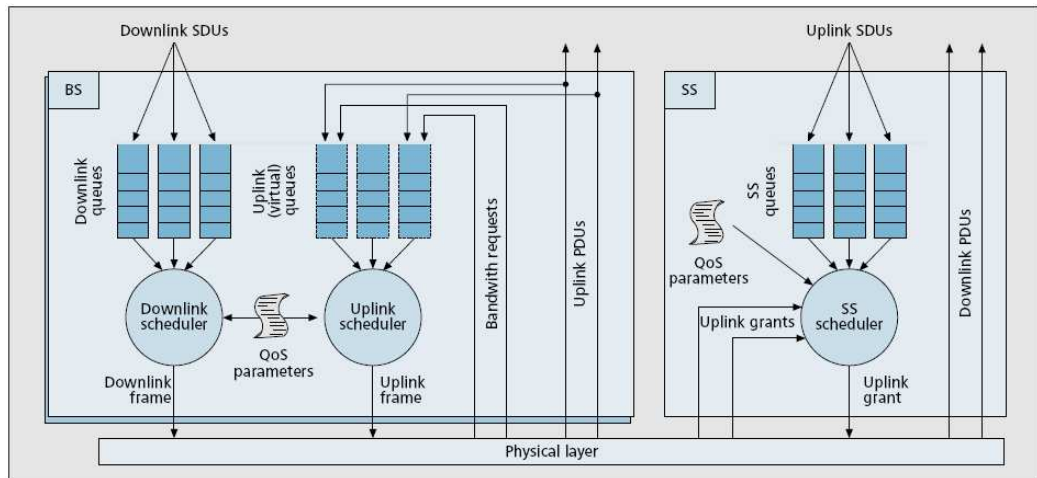 Downlink SDUs
BS
Downlink
queues
Uplink
(virtual)
queues
Downlink
scheduler
QoS
parameters
Uplink
scheduler
Downlink
frame
Uplink
frame
Bandwith requests
Uplink PDUs
Uplink SDUs
SS
SS
queues
QoS
parameters
Uplink grants
SS
scheduler
Uplink
grant
Downlink PDUs
Physical layer